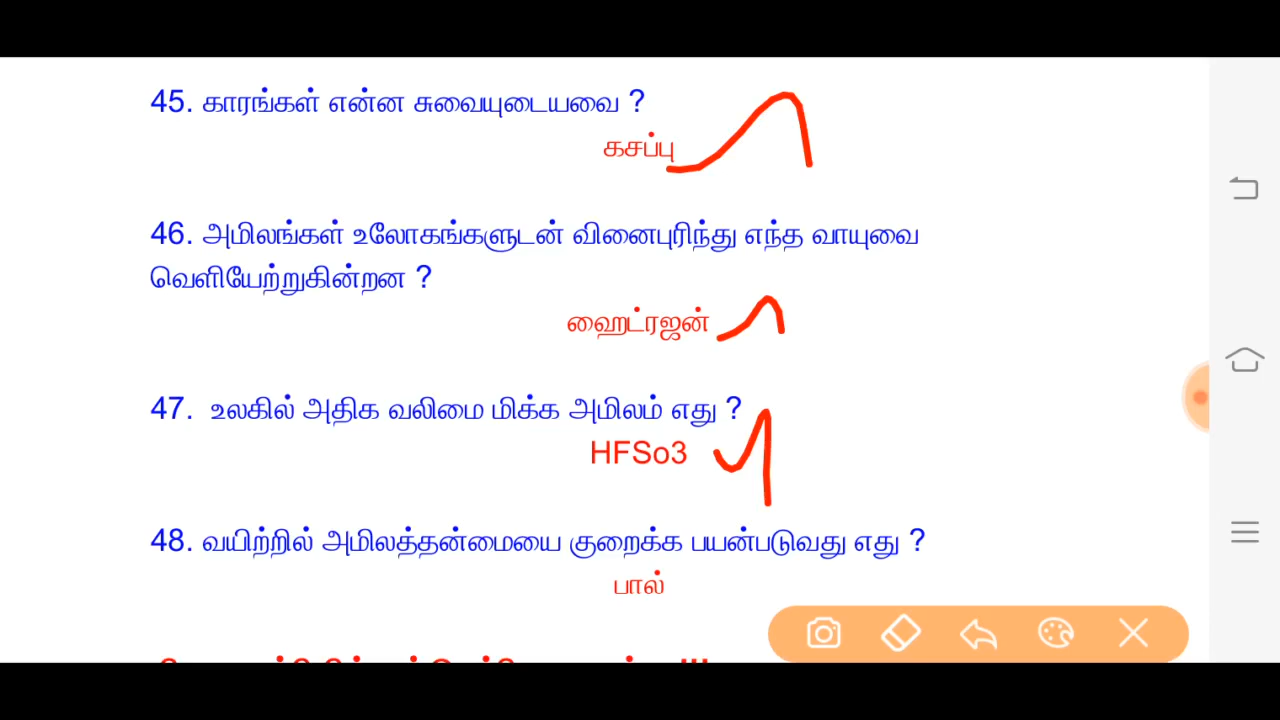 45. காரங்கள் என்ன சுவையுடையவை ?
கசப்பு
46. அமிலங்கள் உலோகங்களுடன் வினைபுரிந்து எந்த வாயுவை
வெளியேற்றுகின்றன ?
ஹைட்ரஜன்
47. உலகில் அதிக வலிமை மிக்க அமிலம் எது ?
HFSo3
48. வயிற்றில் அமிலத்தன்மையை குறைக்க பயன்படுவது எது ?
பால்